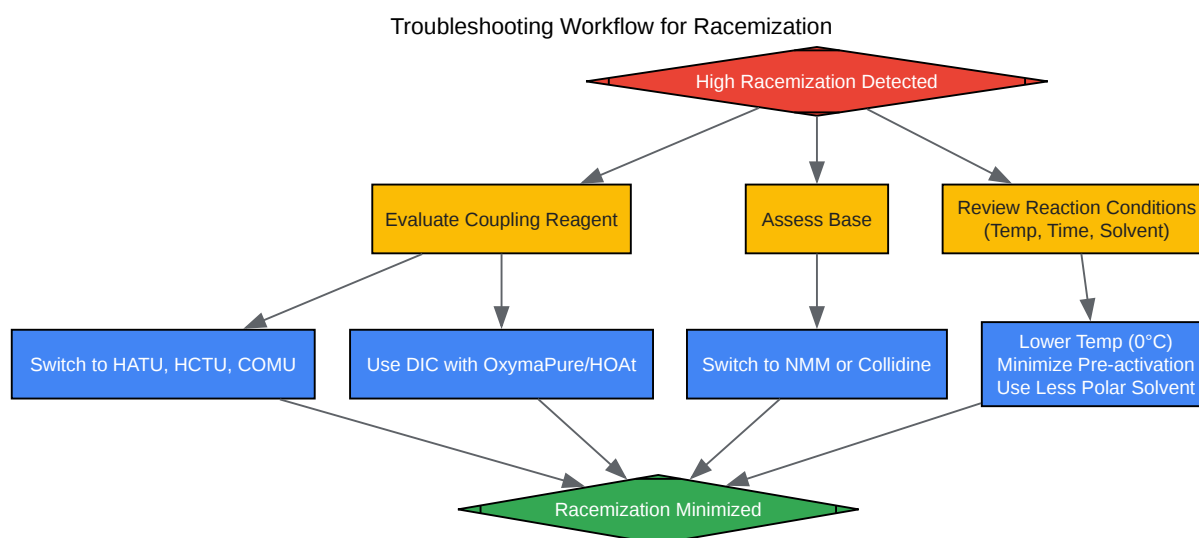 Troubleshooting Workflow for Racemization
High Racemization Detected
Evaluate Coupling Reagent
Assess Base
Review Reaction Conditions
(Temp, Time, Solvent)
Switch to HATU, HCTU, COMU
Use DIC with OxymaPure/HOAt
Switch to NMM or Collidine
Lower Temp (0°C)
Minimize Pre-activation
Use Less Polar Solvent
Racemization Minimized